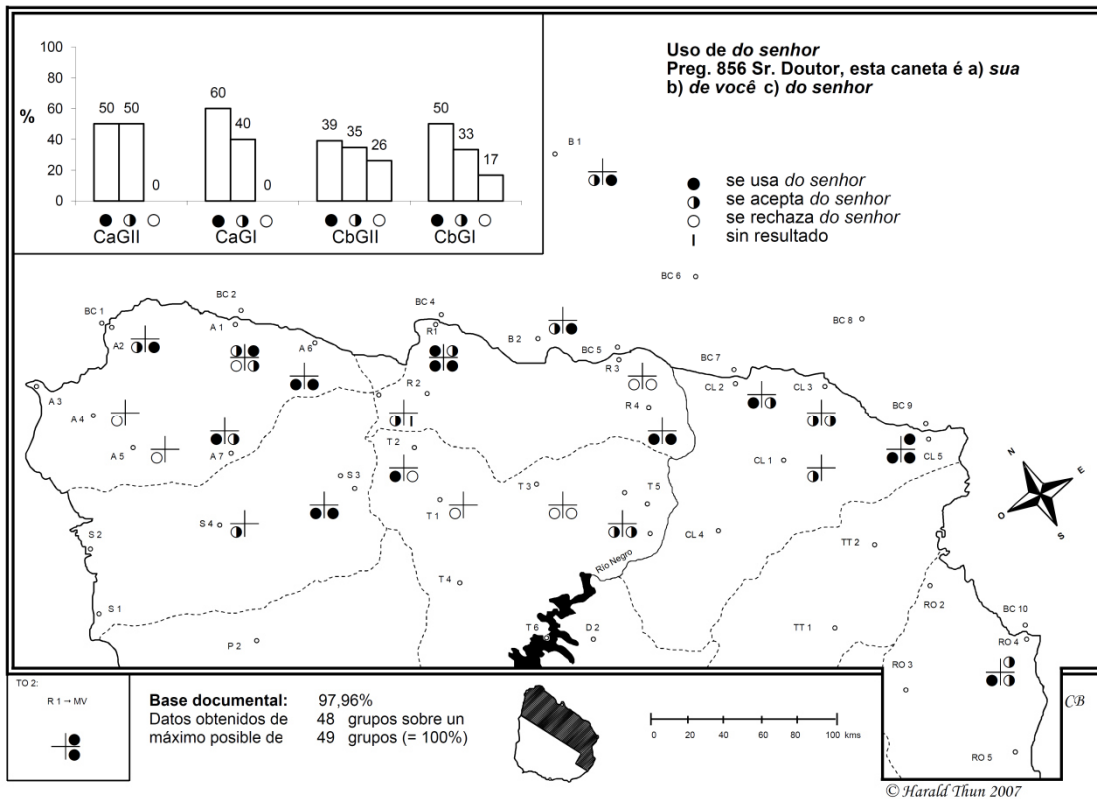 100
80
60
40
20
0
%
50 50 0
60 40 0
39 35 26
50 33 17
CaGII CaGI CbGII CbGI
Uso de do senhor
Preg. 856 Sr. Doutor, esta caneta é a) sua
b) de você c) do senhor
se usa do senhor
se acepta do senhor
se rechaza do senhor
sin resultado
B 1
BC 6
BC 1
BC 2
BC 4
BC 8
A2
A 1
A 6
R1
B 2
BC 5
R 3
BC 7
CL 2
CL 3
A 3
R 2
A 4
R 4
BC 9
A 5
A 7
T 2
CL 1
CL 5
S 3
T 1
T 3
T 5
N
E
O
S
S 4
S 2
CL 4
TT 2
Río Negro
T 4
RO 2
S 1
P 2
T 6
D 2
TT 1
BC 10
RO 4
RO 3
RO 5
CB
TO 2:
R 1 → MV
Base documental: 97,96%
Datos obtenidos de 48 grupos sobre un
máximo posible de 49 grupos (= 100%)
0 20 40 60 80 100 kms
© Harald Thun 2007